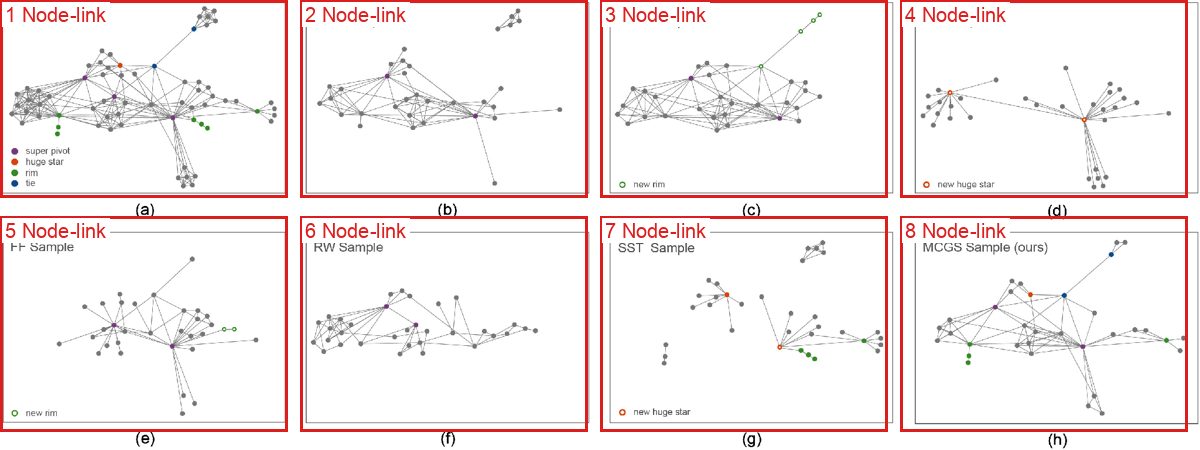 1 Node-link
2 Node-link
3 Node-link
4 Node-link
super pivot
huge star
rim
tie
new rim
new huge star
(a)
(b)
(c)
(d)
5 Node-link
6 Node-link
7 Node-link
8 Node-link
FF Sample
RW Sample
SST Sample
MCGS Sample (ours)
new rim
new huge star
(e)
(f)
(g)
(h)